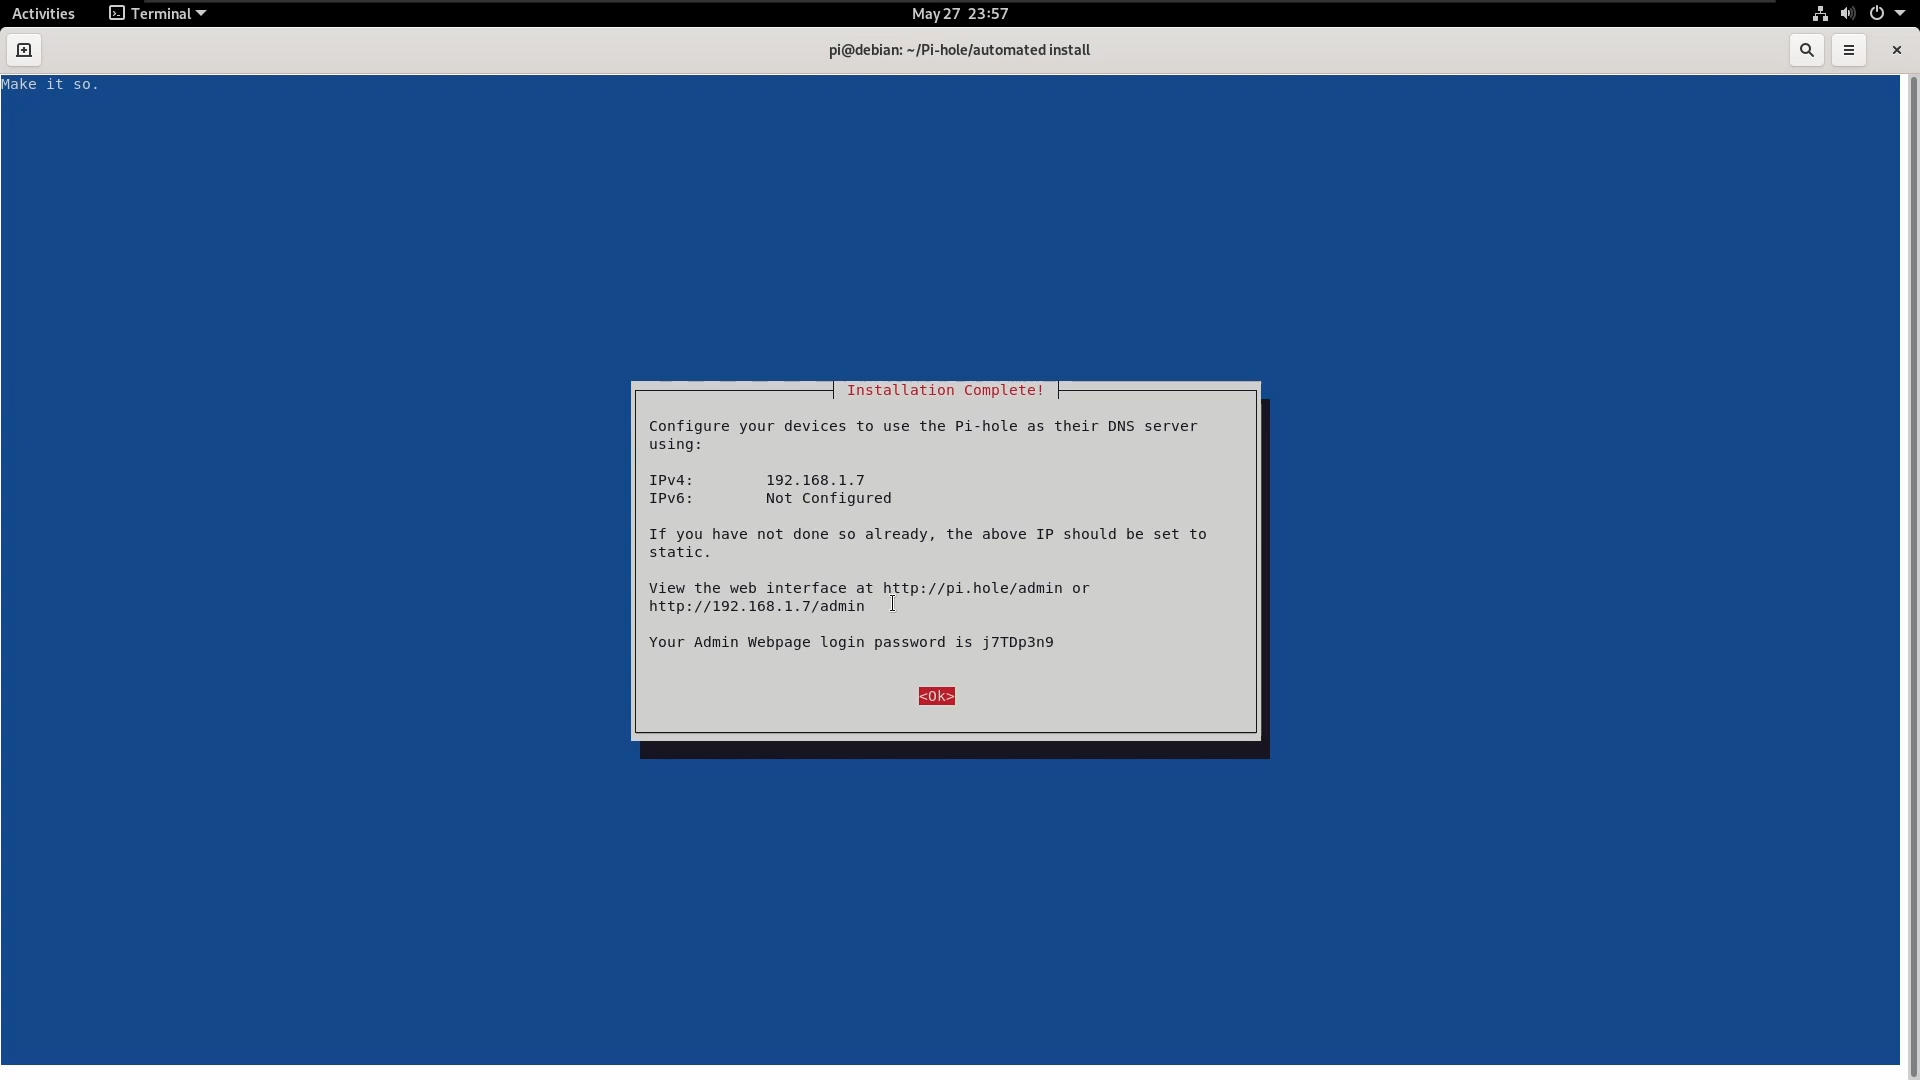 Activities
Terminal
May 27 23:57
pi@debian: ~/Pi-hole/automated install
Make it so.
Installation Complete!
Configure your devices to use the Pi-hole as their DNS server
using:
IPv4: 192.168.1.7
IPv6: Not Configured
If you have not done so already, the above IP should be set to
static.
View the web interface at http://pi.hole/admin or
http://192.168.1.7/admin
Your Admin Webpage login password is j7TDp3n9
<Ok>